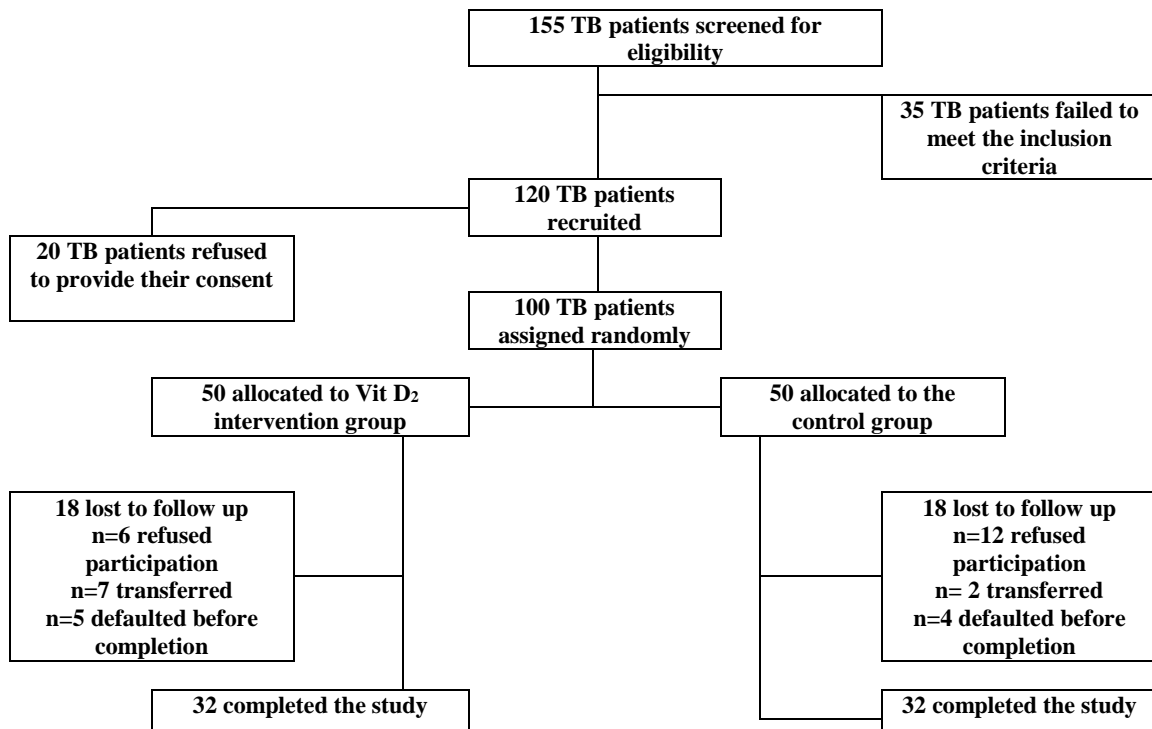 155 TB patients screened for
eligibility
35 TB patients failed to
meet the inclusion
criteria
120 TB patients
recruited
20 TB patients refused
to provide their consent
100 TB patients
assigned randomly
50 allocated to Vit D₂
intervention group
50 allocated to the
control group
18 lost to follow up
n=6 refused
participation
n=7 transferred
n=5 defaulted before
completion
18 lost to follow up
n=12 refused
participation
n= 2 transferred
n=4 defaulted before
completion
32 completed the study
32 completed the study